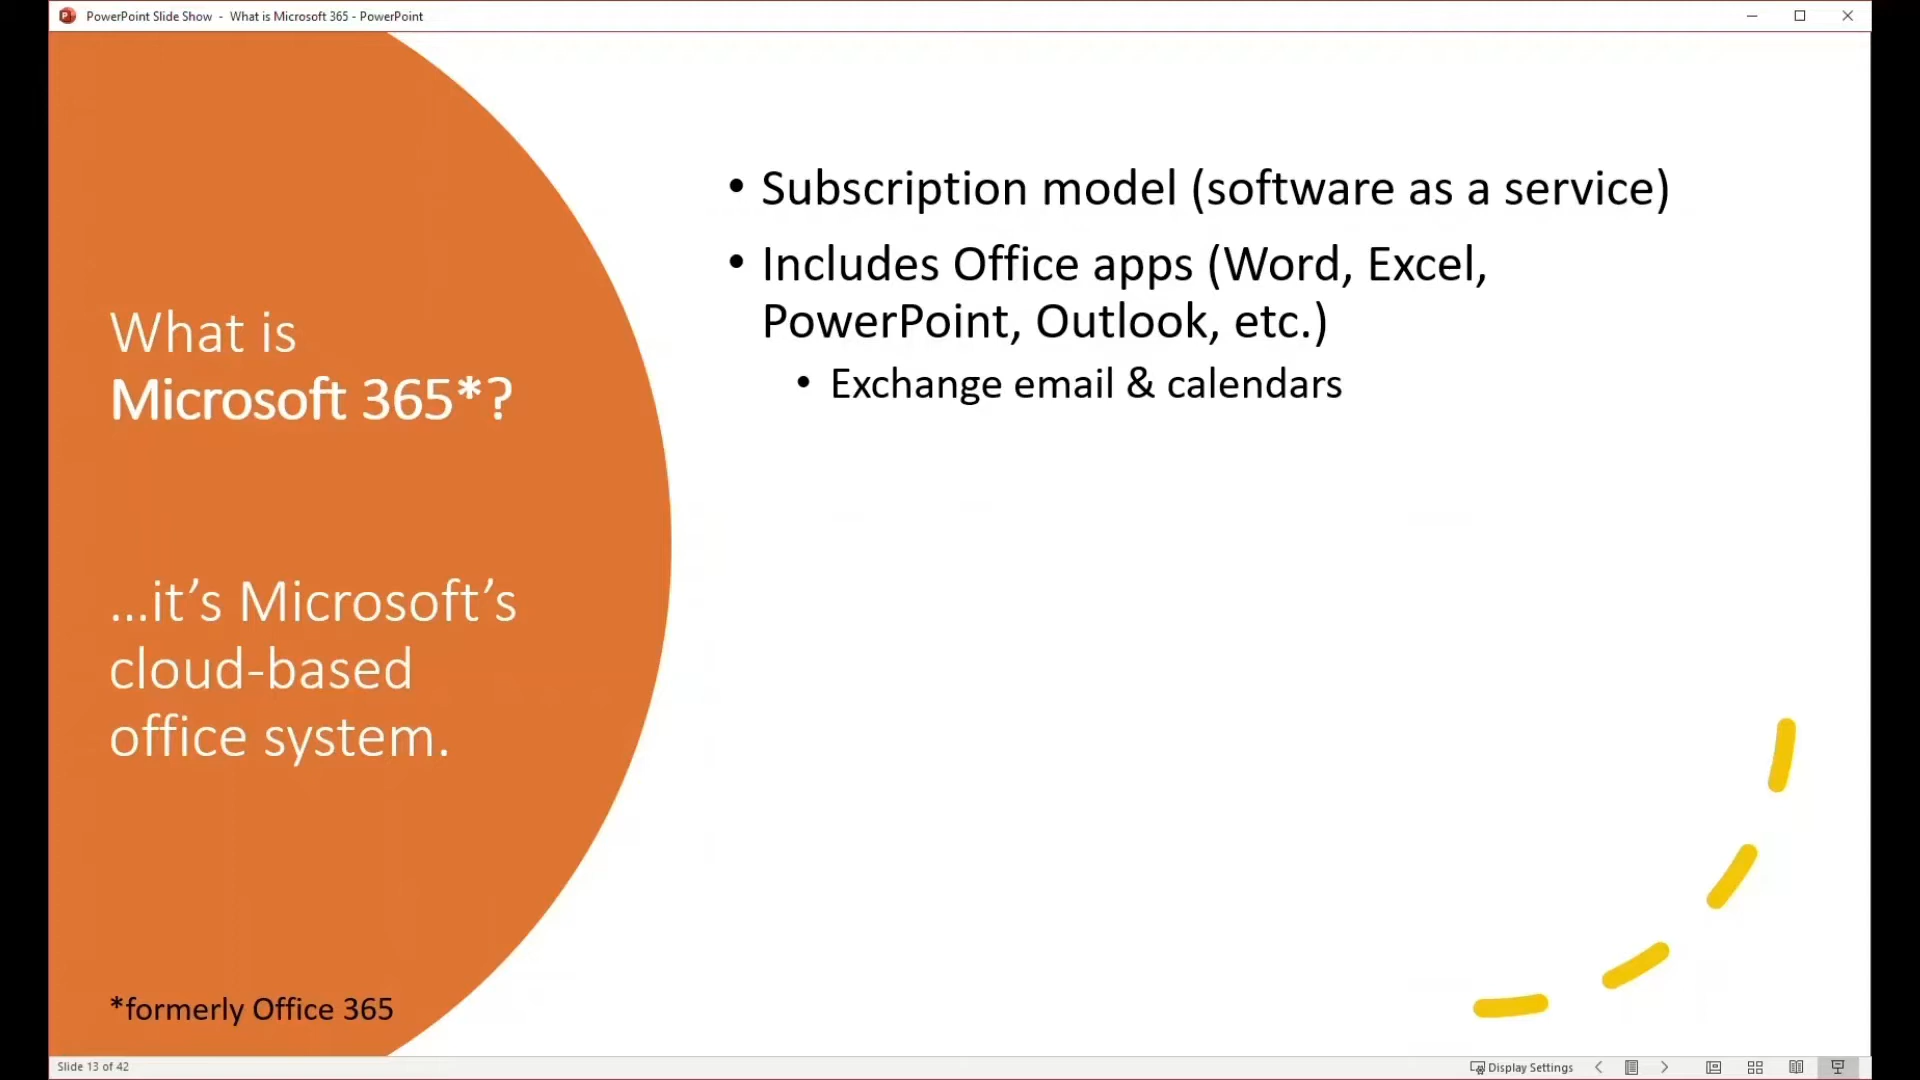 PowerPoint Slide Show - What is Microsoft 365 - PowerPoint
What is
Microsoft 365*?
...it’s Microsoft’s
cloud-based
office system.
*formerly Office 365
• Subscription model (software as a service)
• Includes Office apps (Word, Excel,
PowerPoint, Outlook, etc.)
• Exchange email & calendars
Slide 13 of 42
Display Settings